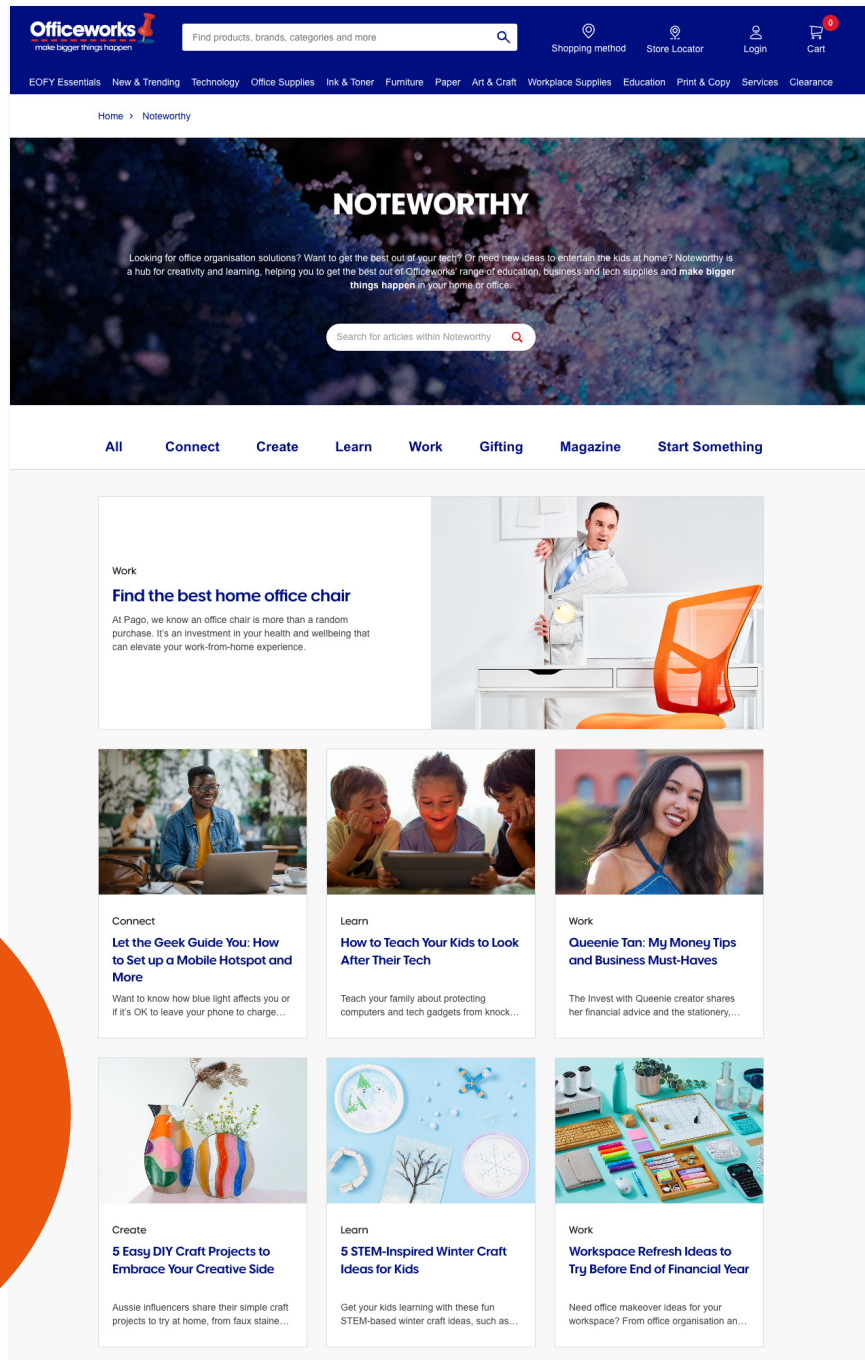 Officeworks
make bigger things happen
Find products, brands, categories and more
Shopping method
Store Locator
Login
0
Cart
EOFY Essentials New & Trending Technology Office Supplies Ink & Toner Furniture Paper Art & Craft Workplace Supplies Education Print & Copy Services Clearance
Home > Noteworthy
NOTEWORTHY
Looking for office organisation solutions? Want to get the best out of your tech? Or need new ideas to entertain the kids at home? Noteworthy is
a hub for creativity and learning, helping you to get the best out of Officeworks' range of education, business and tech supplies and make bigger
things happen in your home or office.
Search for articles within Noteworthy
All Connect Create Learn Work Gifting Magazine Start Something
Work
Find the best home office chair
At Pago, we know an office chair is more than a random
purchase. It's an investment in your health and wellbeing that
can elevate your work-from-home experience.
Connect
Let the Geek Guide You: How
to Set up a Mobile Hotspot and
More
Want to know how blue light affects you or
if it's OK to leave your phone to charge...
Learn
How to Teach Your Kids to Look
After Their Tech
Teach your family about protecting
computers and tech gadgets from knock...
Work
Queenie Tan: My Money Tips
and Business Must-Haves
The Invest with Queenie creator shares
her financial advice and the stationery,...
Create
5 Easy DIY Craft Projects to
Embrace Your Creative Side
Aussie influencers share their simple craft
projects to try at home, from faux staine...
Learn
5 STEM-Inspired Winter Craft
Ideas for Kids
Get your kids learning with these fun
STEM-based winter craft ideas, such as...
Work
Workspace Refresh Ideas to
Try Before End of Financial Year
Need office makeover ideas for your
workspace? From office organisation an...